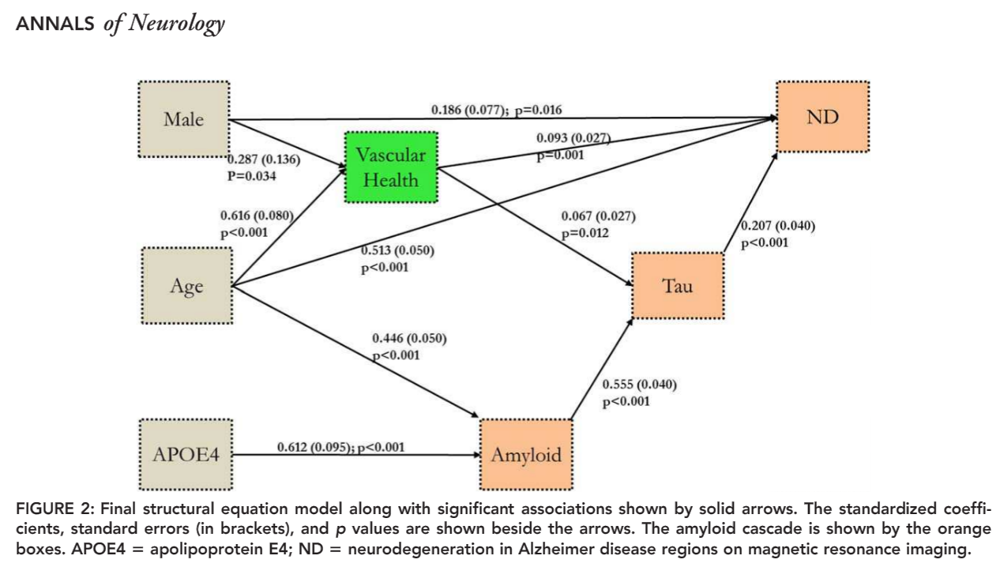 ANNALS of Neurology
Male
0.186 (0.077); p=0.016
ND
0.093 (0.027)
p=0.001
Vascular
Health
0.287 (0.136)
P=0.034
0.616 (0.080)
p<0.001
0.067 (0.027)
p=0.012
0.207 (0.040)
p<0.001
0.513 (0.050)
p<0.001
Age
Tau
0.446 (0.050)
p<0.001
0.555 (0.040)
p<0.001
APOE4
0.612 (0.095); p<0.001
Amyloid
FIGURE 2: Final structural equation model along with significant associations shown by solid arrows. The standardized coeffi-
cients, standard errors (in brackets), and p values are shown beside the arrows. The amyloid cascade is shown by the orange
boxes. APOE4 = apolipoprotein E4; ND = neurodegeneration in Alzheimer disease regions on magnetic resonance imaging.